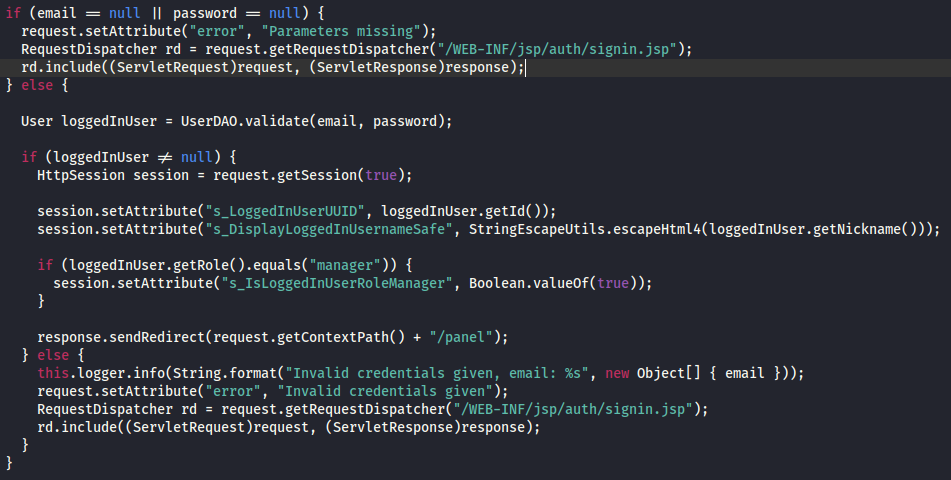 if (email == null || password == null) {
request.setAttribute("error", "Parameters missing");
RequestDispatcher rd = request.getRequestDispatcher("/WEB-INF/jsp/auth/signin.jsp");
rd.include((ServletRequest)request, (ServletResponse)response);
} else {
User loggedInUser = UserDAO.validate(email, password);
if (loggedInUser ≠ null) {
HttpSession session = request.getSession(true);
session.setAttribute("s_LoggedInUserUUID", loggedInUser.getId());
session.setAttribute("s_DisplayLoggedInUsernameSafe", StringEscapeUtils.escapeHtml4(loggedInUser.getNickname()));
if (loggedInUser.getRole().equals("manager")) {
session.setAttribute("s_IsLoggedInUserRoleManager", Boolean.valueOf(true));
}
response.sendRedirect(request.getContextPath() + "/panel");
} else {
this.logger.info(String.format("Invalid credentials given, email: %s", new Object[] { email }));
request.setAttribute("error", "Invalid credentials given");
RequestDispatcher rd = request.getRequestDispatcher("/WEB-INF/jsp/auth/signin.jsp");
rd.include((ServletRequest)request, (ServletResponse)response);
}
}